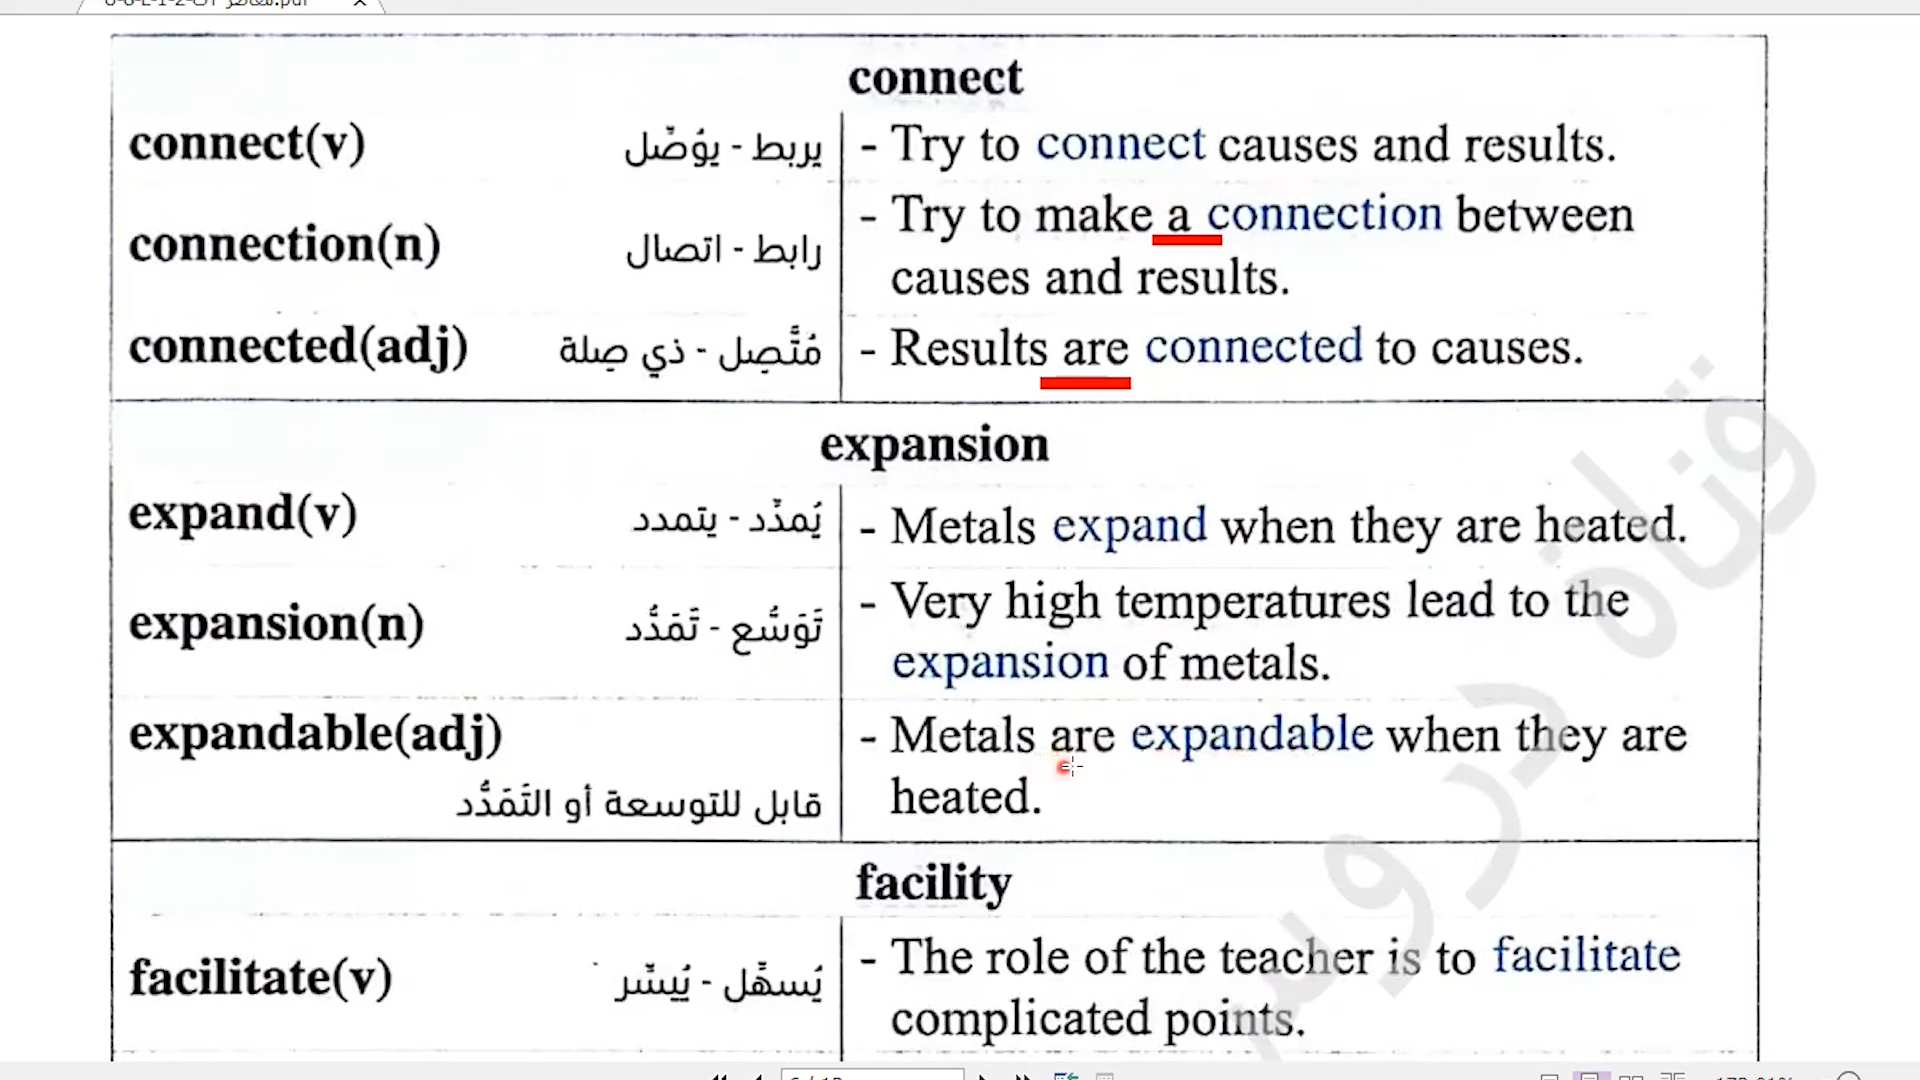 connect
connect(v) يربط - يوُصِّل
- Try to connect causes and results.
connection(n) رابط - اتصال
- Try to make a connection between
causes and results.
connected(adj) مُتَّصِل - ذي صِلة
- Results are connected to causes.
expansion
expand(v) يُمدِّد - يتمدد
- Metals expand when they are heated.
expansion(n) تَوَسُّع - تَمَدُّد
- Very high temperatures lead to the
expansion of metals.
expandable(adj)
قابل للتوسعة أو التَمَدُّد
- Metals are expandable when they are
heated.
facility
facilitate(v) يُسهِّل - يُيسِّر
- The role of the teacher is to facilitate
complicated points.
قناة دروس